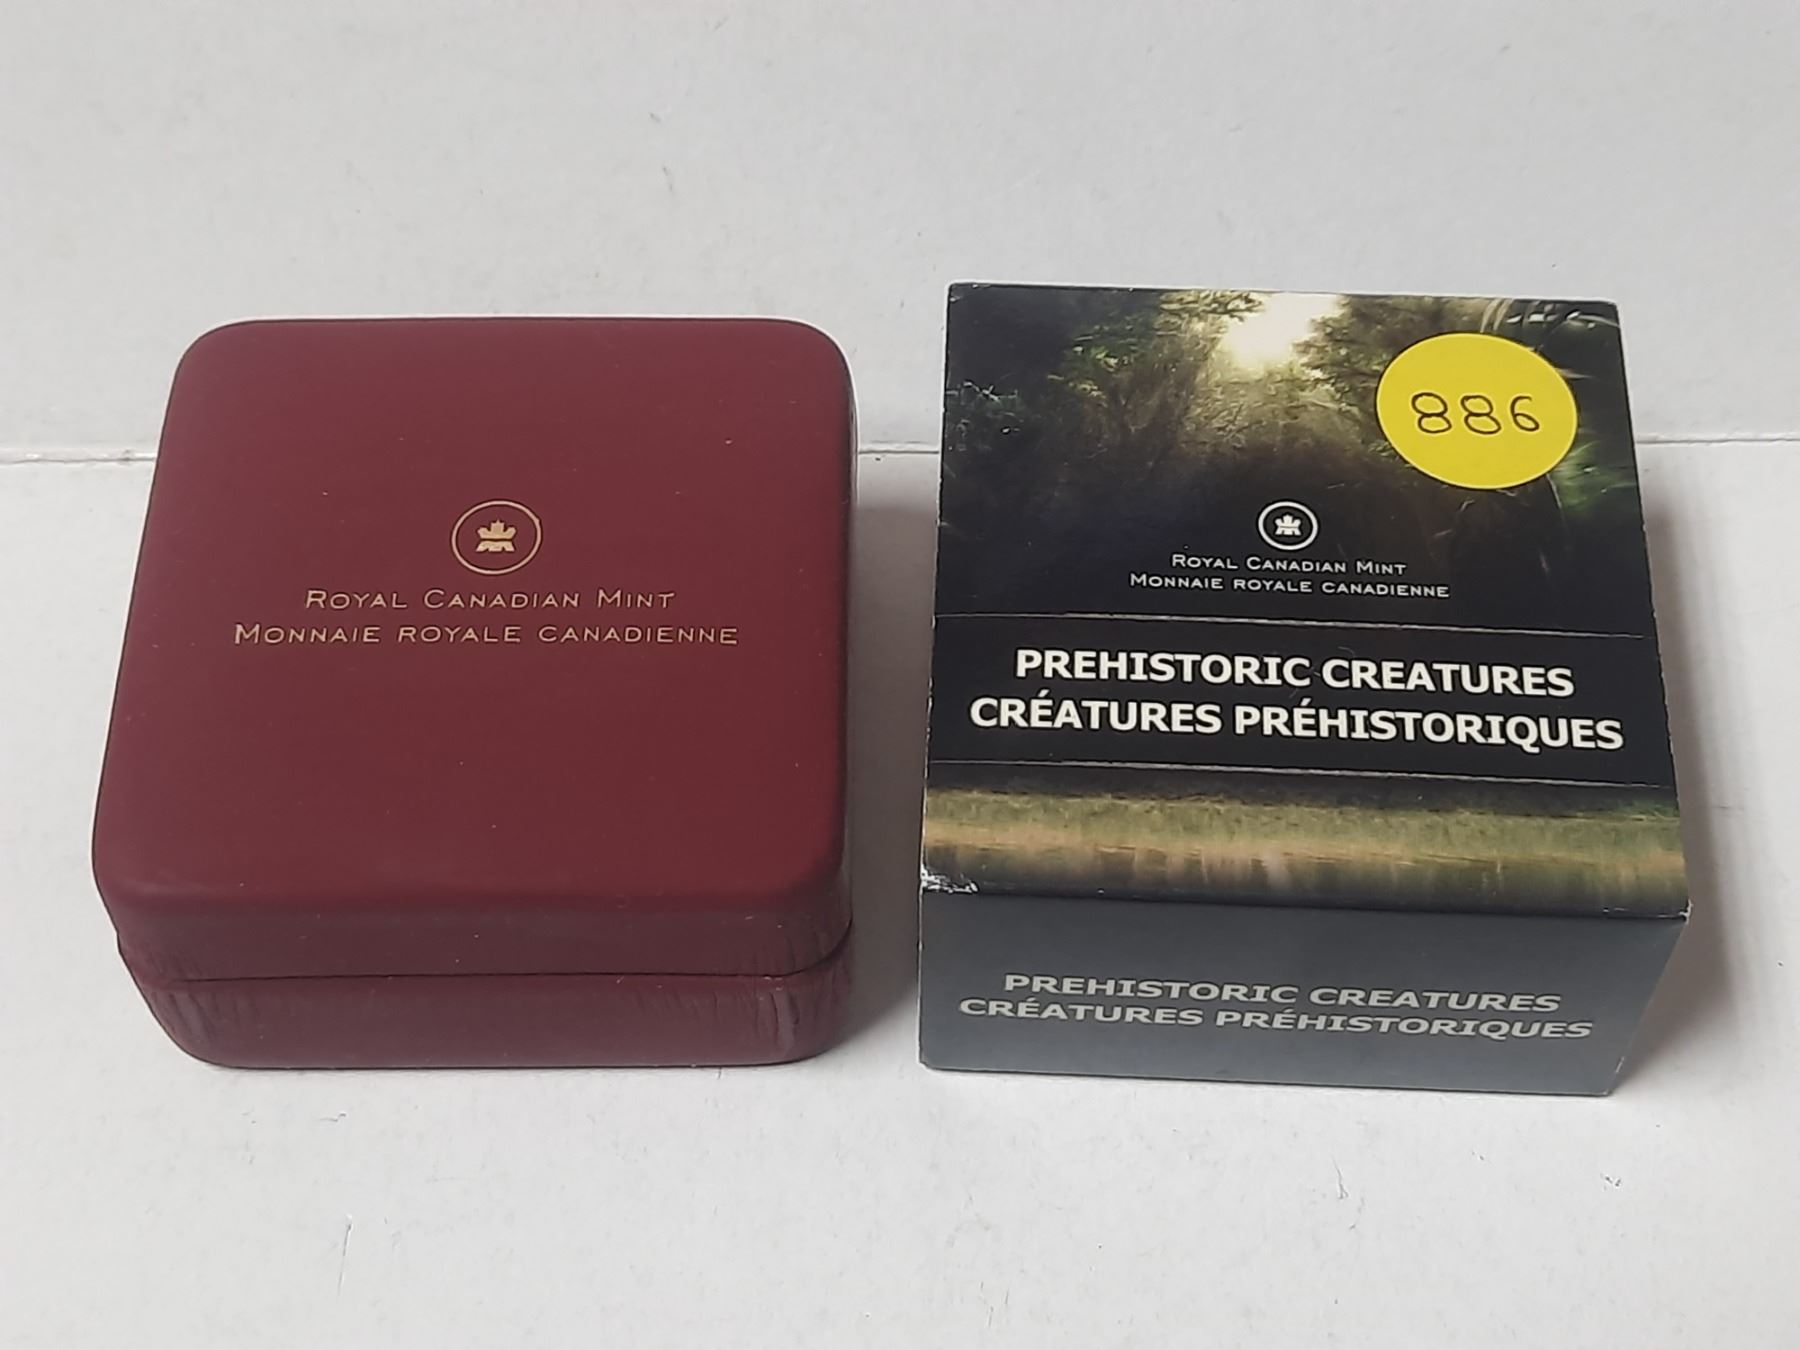 Royal Canadian Mint
Monnaie royale canadienne
886
Royal Canadian Mint
Monnaie royale canadienne
PREHISTORIC CREATURES
CRÉATURES PRÉHISTORIQUES
PREHISTORIC CREATURES
CRÉATURES PRÉHISTORIQUES